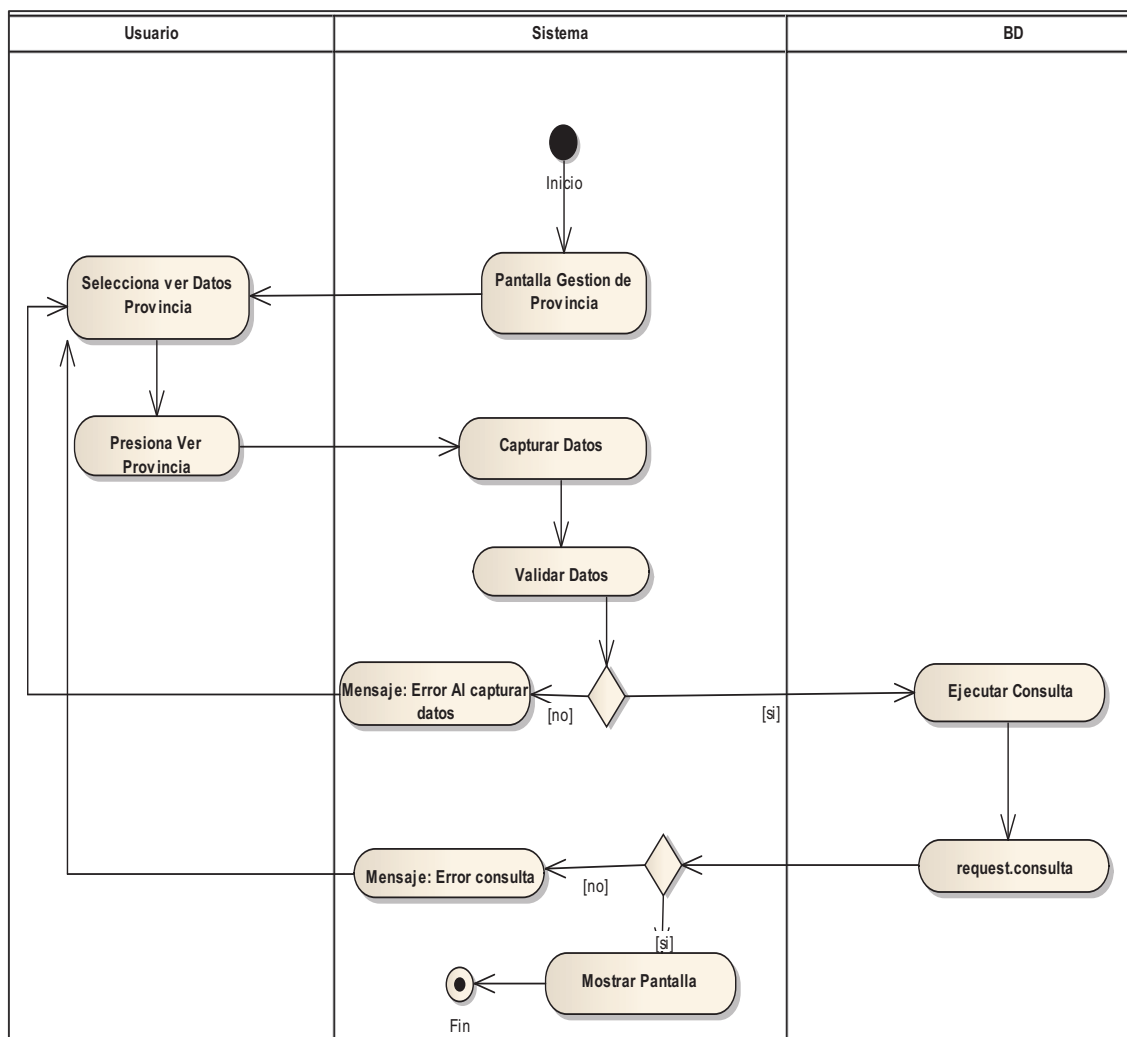 Usuario
Sistema
BD
Inicio
Selecciona ver Datos
Provincia
Pantalla Gestion de
Provincia
Presiona Ver
Provincia
Capturar Datos
Validar Datos
Mensaje: Error Al capturar
datos
[no]
[si]
Ejecutar Consulta
Mensaje: Error consulta
[no]
request.consulta
[si]
Mostrar Pantalla
Fin